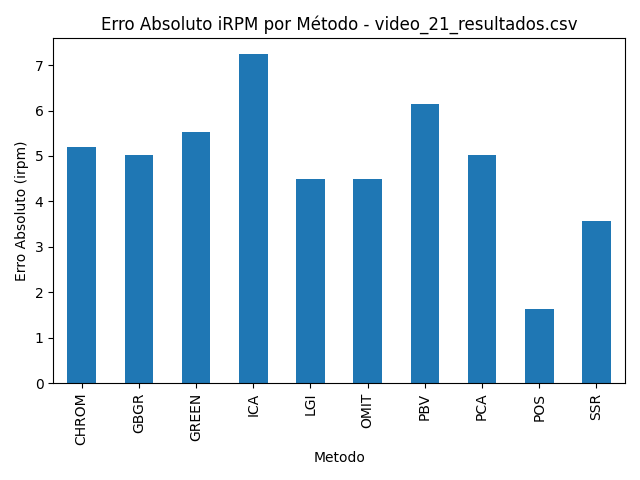 Erro Absoluto iRPM por Método - video_21_resultados.csv
Erro Absoluto (irpm)
7
6
5
4
3
2
1
0
CHROM
GBGR
GREEN
ICA
LGI
OMIT
PBV
PCA
POS
SSR
Metodo